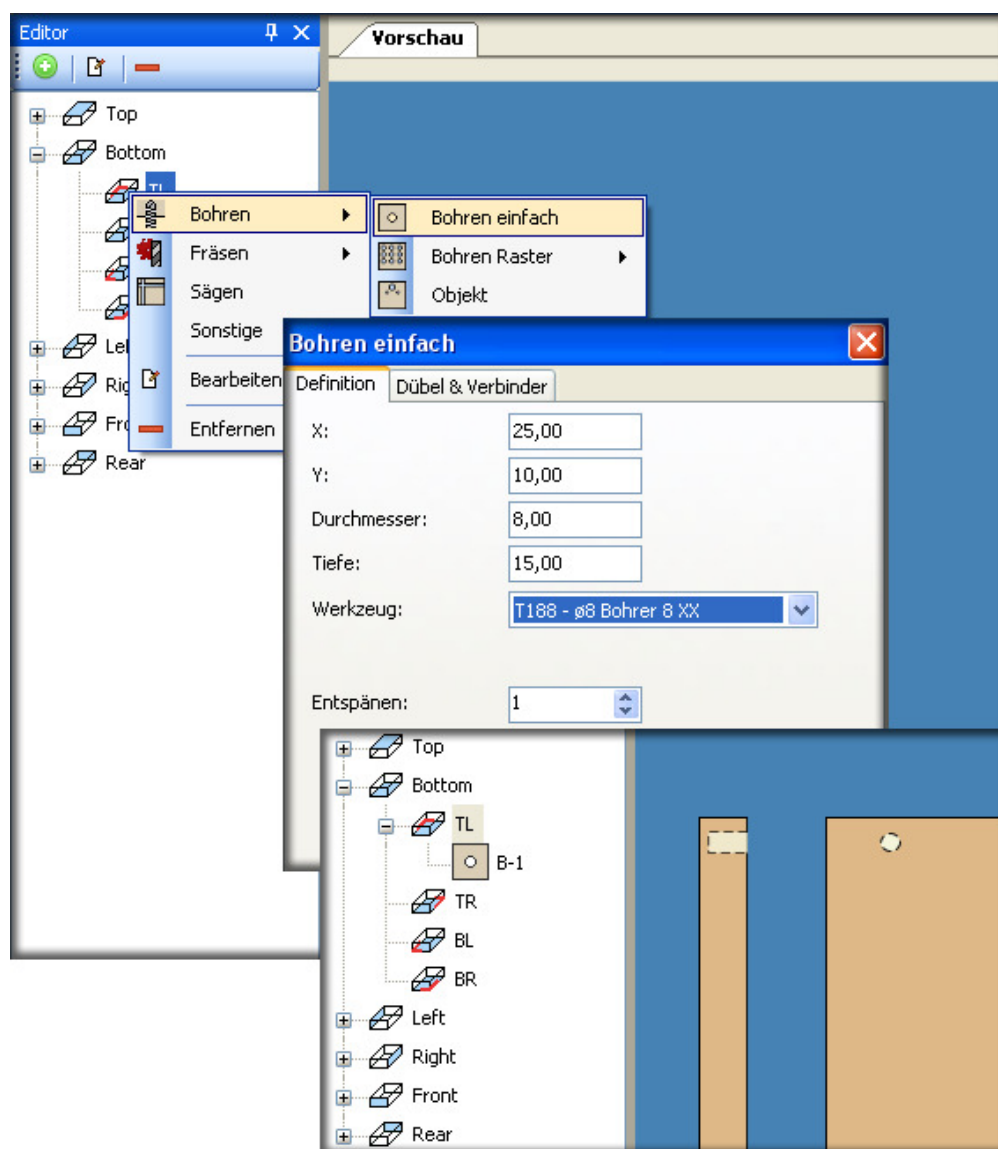 Editor
Vorschau
Top
Bottom
TL
Bohren
Bohren einfach
Fräsen
Bohren Raster
Sägen
Objekt
Sonstige
Bearbeiten
Entfernen
Rear
Bohren einfach
Definition
Dübel & Verbinder
X:
25,00
Y:
10,00
Durchmesser:
8,00
Tiefe:
15,00
Werkzeug:
T188 - ø8 Bohrer 8 XX
Entspänen:
1
Top
Bottom
TL
B-1
TR
BL
BR
Left
Right
Front
Rear